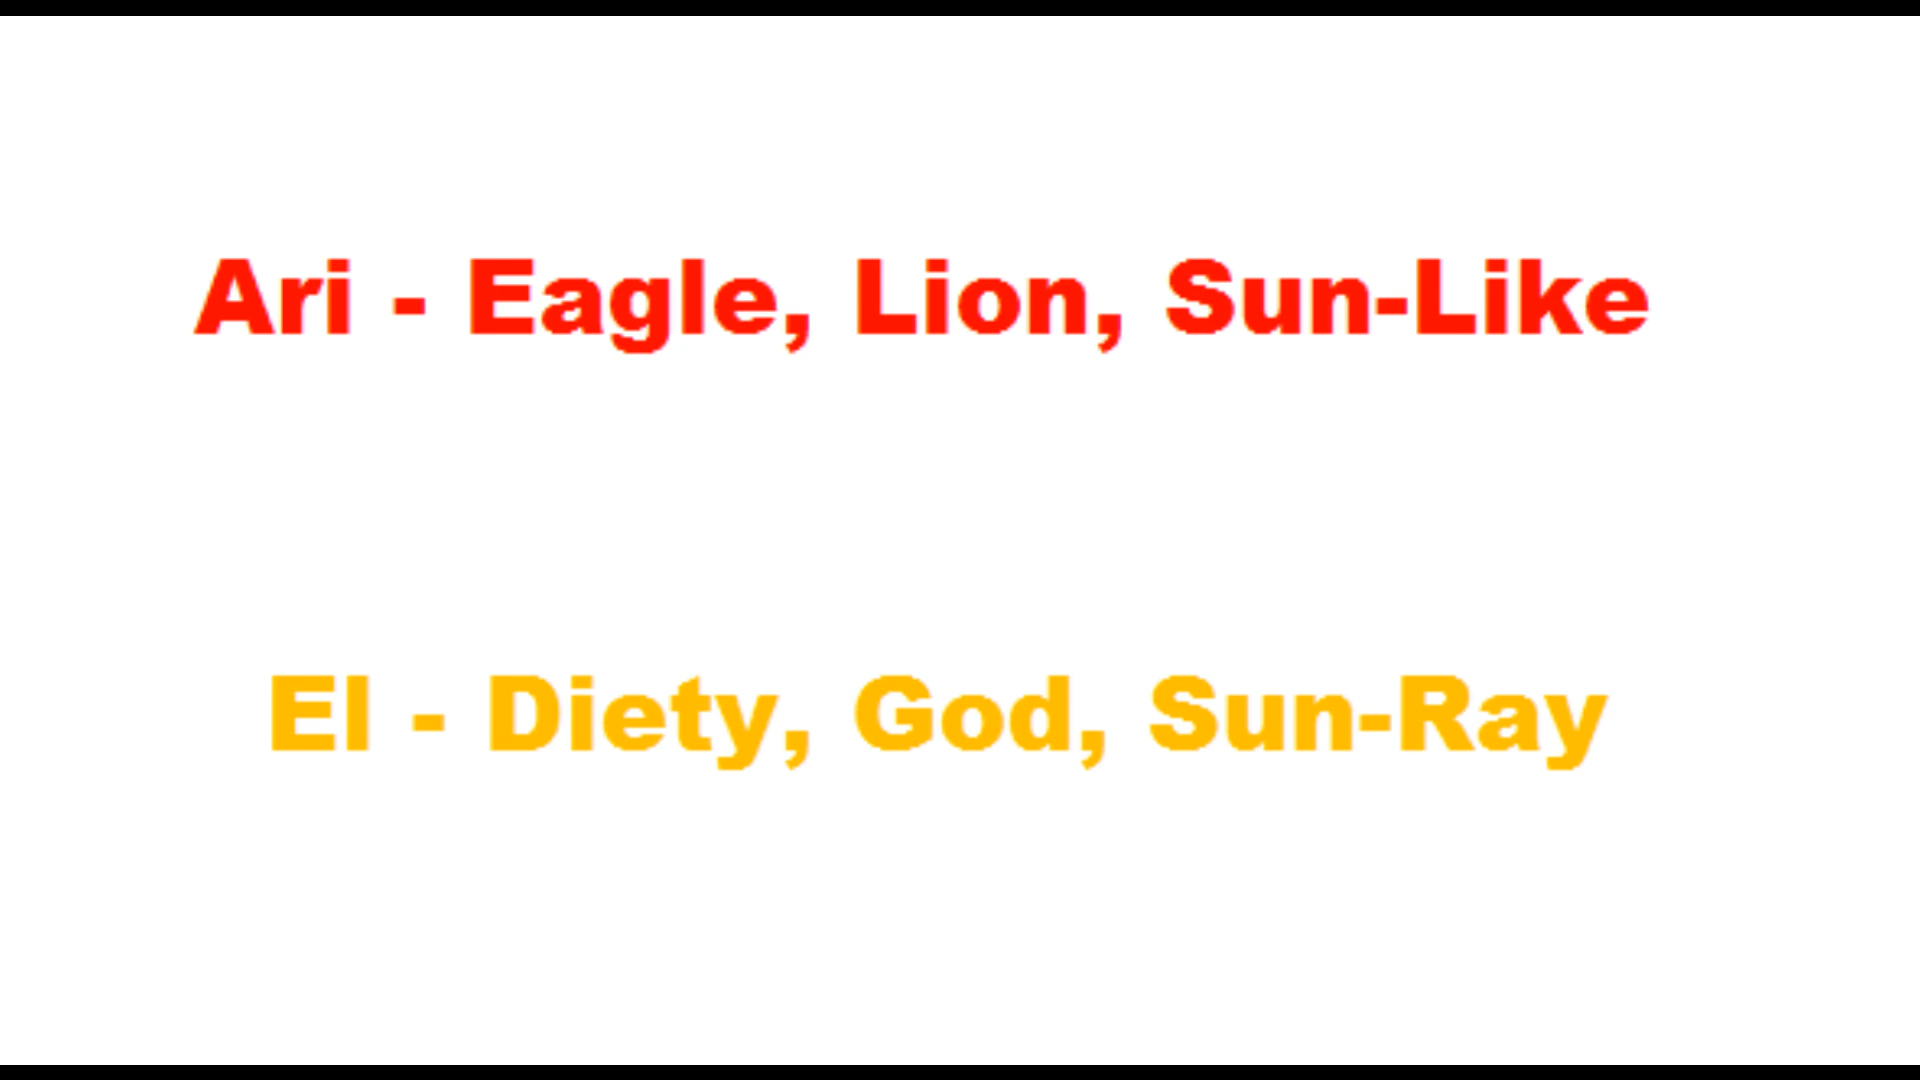 Ari - Eagle, Lion, Sun-Like
El - Diety, God, Sun-Ray